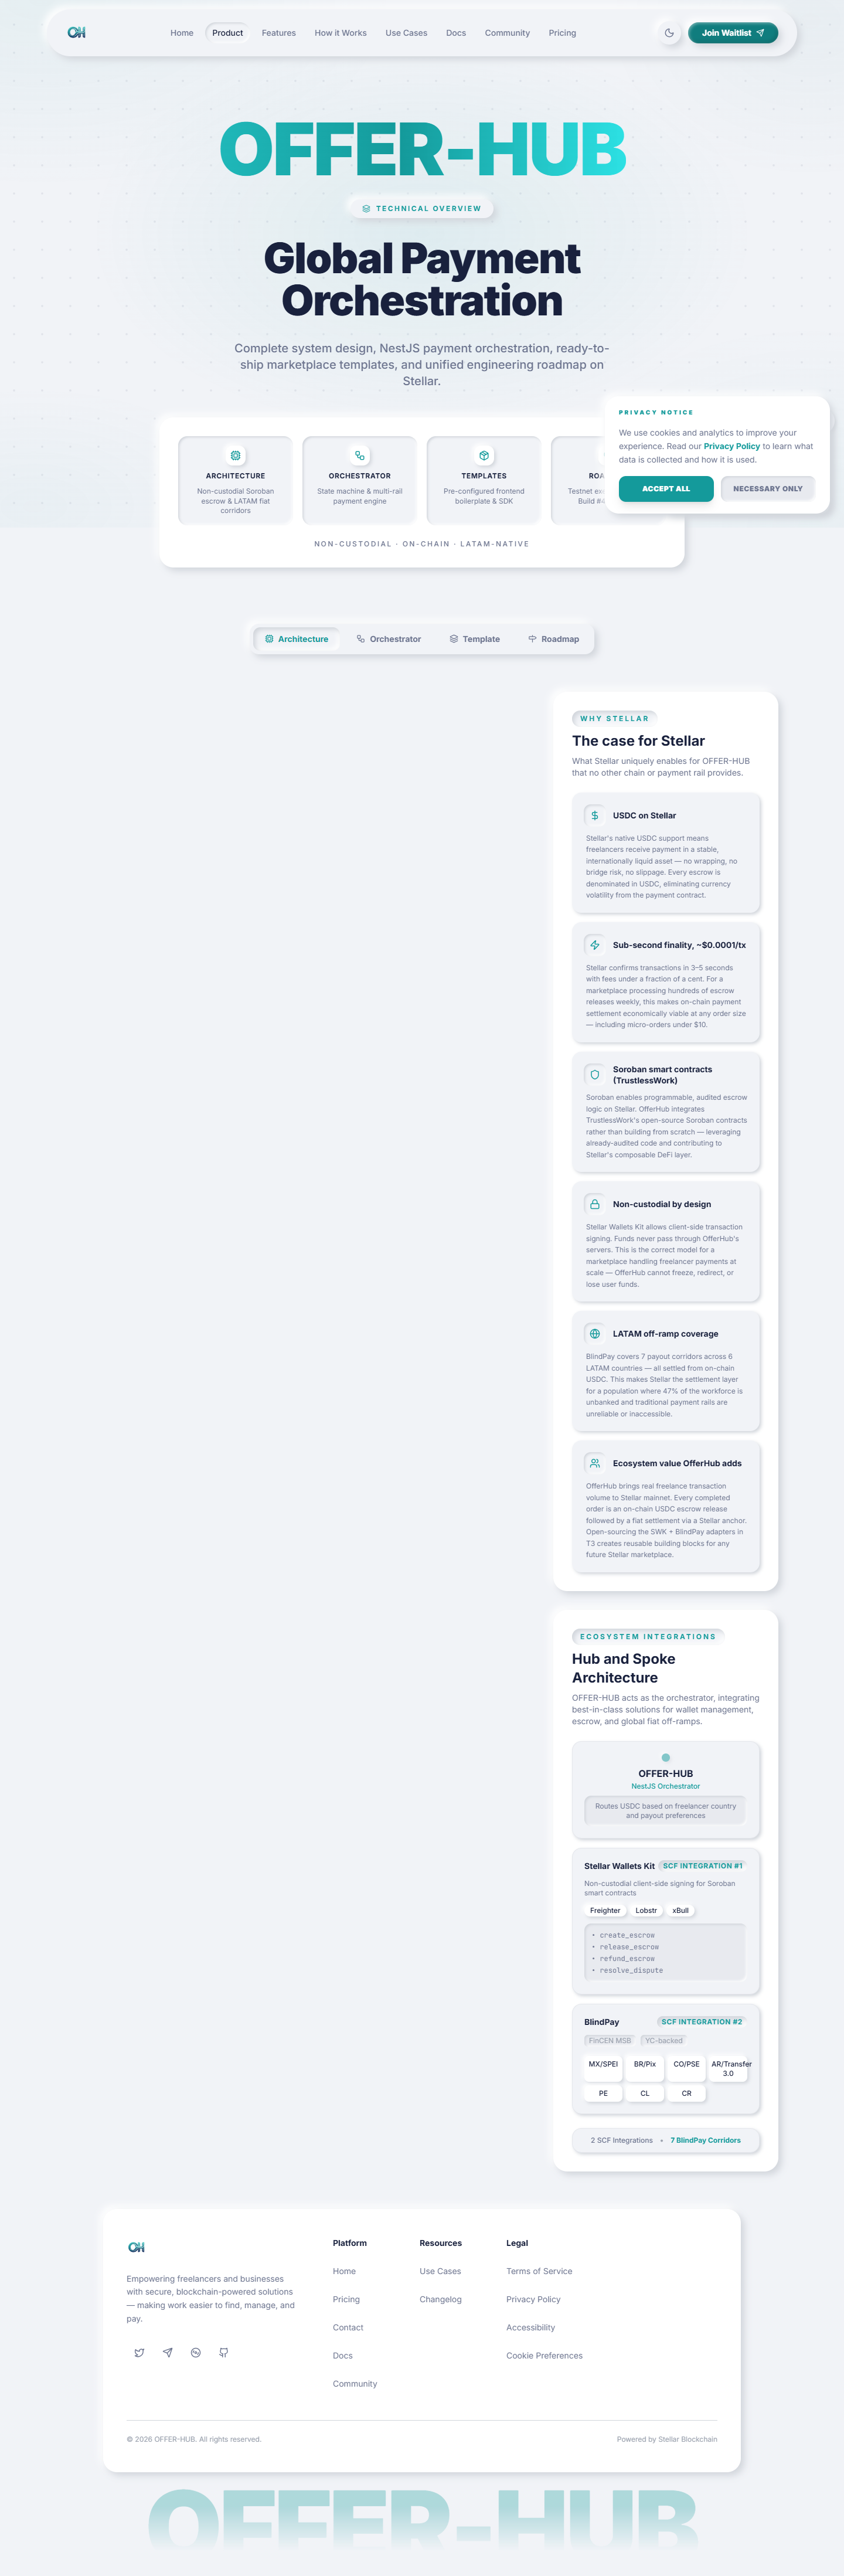 OH
Home Product Features How it Works Use Cases Docs Community Pricing
Join Waitlist
OFFER-HUB
TECHNICAL OVERVIEW
Global Payment
Orchestration
Complete system design, NestJS payment orchestration, ready-to-
ship marketplace templates, and unified engineering roadmap on
Stellar.
ARCHITECTURE
Non-custodial Soroban
escrow & LATAM fiat
corridors
ORCHESTRATOR
State machine & multi-rail
payment engine
TEMPLATES
Pre-configured frontend
boilerplate & SDK
Testnet
Build
NON-CUSTODIAL · ON-CHAIN · LATAM-NATIVE
PRIVACY NOTICE
We use cookies and analytics to improve your
experience. Read our Privacy Policy to learn what
data is collected and how it is used.
ACCEPT ALL
NECESSARY ONLY
Architecture Orchestrator Template Roadmap
WHY STELLAR
The case for Stellar
What Stellar uniquely enables for OFFER-HUB
that no other chain or payment rail provides.
USDC on Stellar
Stellar's native USDC support means
freelancers receive payment in a stable,
internationally liquid asset — no wrapping, no
bridge risk, no slippage. Every escrow is
denominated in USDC, eliminating currency
volatility from the payment contract.
Sub-second finality, ~$0.0001/tx
Stellar confirms transactions in 3–5 seconds
with fees under a fraction of a cent. For a
marketplace processing hundreds of escrow
releases weekly, this makes on-chain payment
settlement economically viable at any order size
— including micro-orders under $10.
Soroban smart contracts
(TrustlessWork)
Soroban enables programmable, audited escrow
logic on Stellar. OfferHub integrates
TrustlessWork's open-source Soroban contracts
rather than building from scratch — leveraging
already-audited code and contributing to
Stellar's composable DeFi layer.
Non-custodial by design
Stellar Wallets Kit allows client-side transaction
signing. Funds never pass through OfferHub's
servers. This is the correct model for a
marketplace handling freelancer payments at
scale — OfferHub cannot freeze, redirect, or
lose user funds.
LATAM off-ramp coverage
BlindPay covers 7 payout corridors across 6
LATAM countries — all settled from on-chain
USDC. This makes Stellar the settlement layer
for a population where 47% of the workforce is
unbanked and traditional payment rails are
unreliable or inaccessible.
Ecosystem value OfferHub adds
OfferHub brings real freelance transaction
volume to Stellar mainnet. Every completed
order is an on-chain USDC escrow release
followed by a fiat settlement via a Stellar anchor.
Open-sourcing the SWK + BlindPay adapters in
T3 creates reusable building blocks for any
future Stellar marketplace.
ECOSYSTEM INTEGRATIONS
Hub and Spoke
Architecture
OFFER-HUB acts as the orchestrator, integrating
best-in-class solutions for wallet management,
escrow, and global fiat off-ramps.
OFFER-HUB
NestJS Orchestrator
Routes USDC based on freelancer country
and payout preferences
Stellar Wallets Kit SCF INTEGRATION #1
Non-custodial client-side signing for Soroban
smart contracts
Freighter Lobstr xBull
• create_escrow
• release_escrow
• refund_escrow
• resolve_dispute
BlindPay SCF INTEGRATION #2
FinCEN MSB YC-backed
MX/SPEI BR/Pix CO/PSE AR/Transfer
3.0
PE CL CR
2 SCF Integrations • 7 BlindPay Corridors
OH
Empowering freelancers and businesses
with secure, blockchain-powered solutions
— making work easier to find, manage, and
pay.
Platform
Home
Pricing
Contact
Docs
Community
Resources
Use Cases
Changelog
Legal
Terms of Service
Privacy Policy
Accessibility
Cookie Preferences
© 2026 OFFER-HUB. All rights reserved.
Powered by Stellar Blockchain
OFFER-HUB